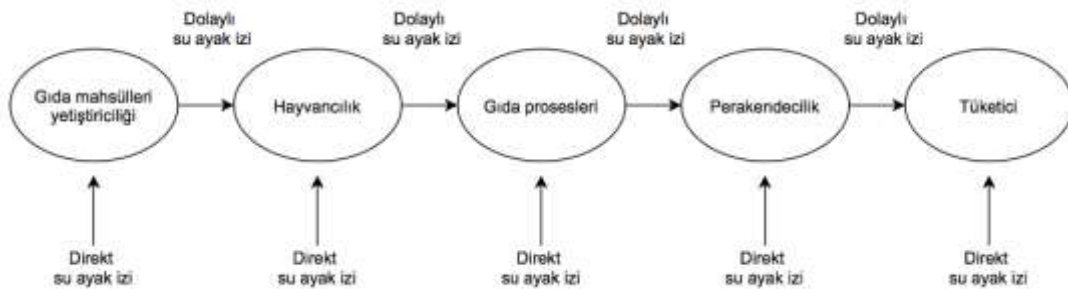 Dolaylı
su ayak izi
Dolaylı
su ayak izi
Dolaylı
su ayak izi
Dolaylı
su ayak izi
Gıda mahsülleri
yetiştiriciliği
Hayvancılık
Gıda prosesleri
Perakendecilik
Tüketici
Direkt
su ayak izi
Direkt
su ayak izi
Direkt
su ayak izi
Direkt
su ayak izi
Direkt
su ayak izi